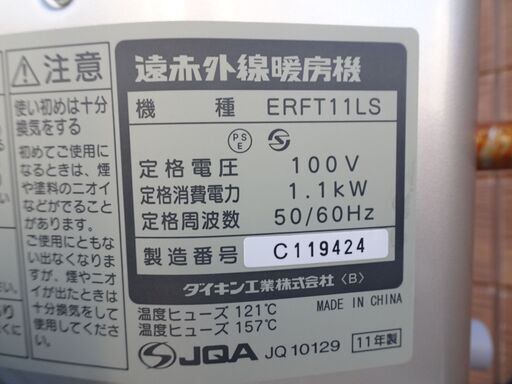 ⚠注意
使い初めは十分
換気をする
初めてご使用に
なるときは、煙
や塗料のニオイ
などがでること
があります。
ご使用にともな
い出なくなりま
すが、煙やニオ
イが出たときは
十分換気をして
使用してくださ
い。
遠赤外線暖房機
機 種 ERFT11LS
PS
E
定格電圧 100V
定格消費電力 1.1kW
定格周波数 50/60Hz
製造番号 C119424
ダイキン工業株式会社〈B〉
MADE IN CHINA
温度ヒューズ 121℃
温度ヒューズ 157℃
JQA JQ 10129 11年製